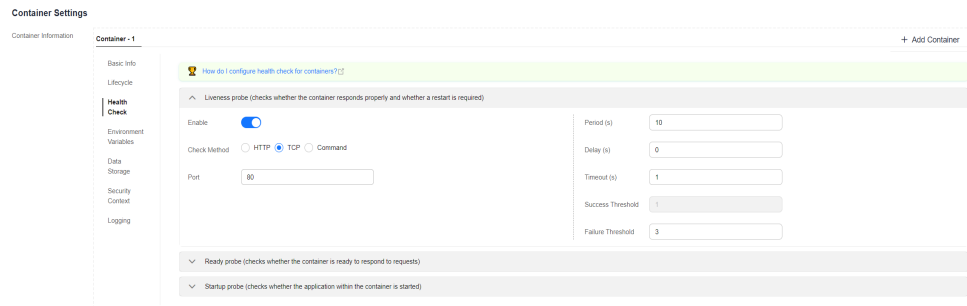 Container Settings
Container Information
Container - 1
+ Add Container
Basic Info
Lifecycle
Health
Check
Environment
Variables
Data
Storage
Security
Context
Logging
How do I configure health check for containers?
Liveness probe (checks whether the container responds properly and whether a restart is required)
Enable
Check Method
HTTP
TCP
Command
Port
80
Period (s)
10
Delay (s)
0
Timeout (s)
1
Success Threshold
1
Failure Threshold
3
Ready probe (checks whether the container is ready to respond to requests)
Startup probe (checks whether the application within the container is started)